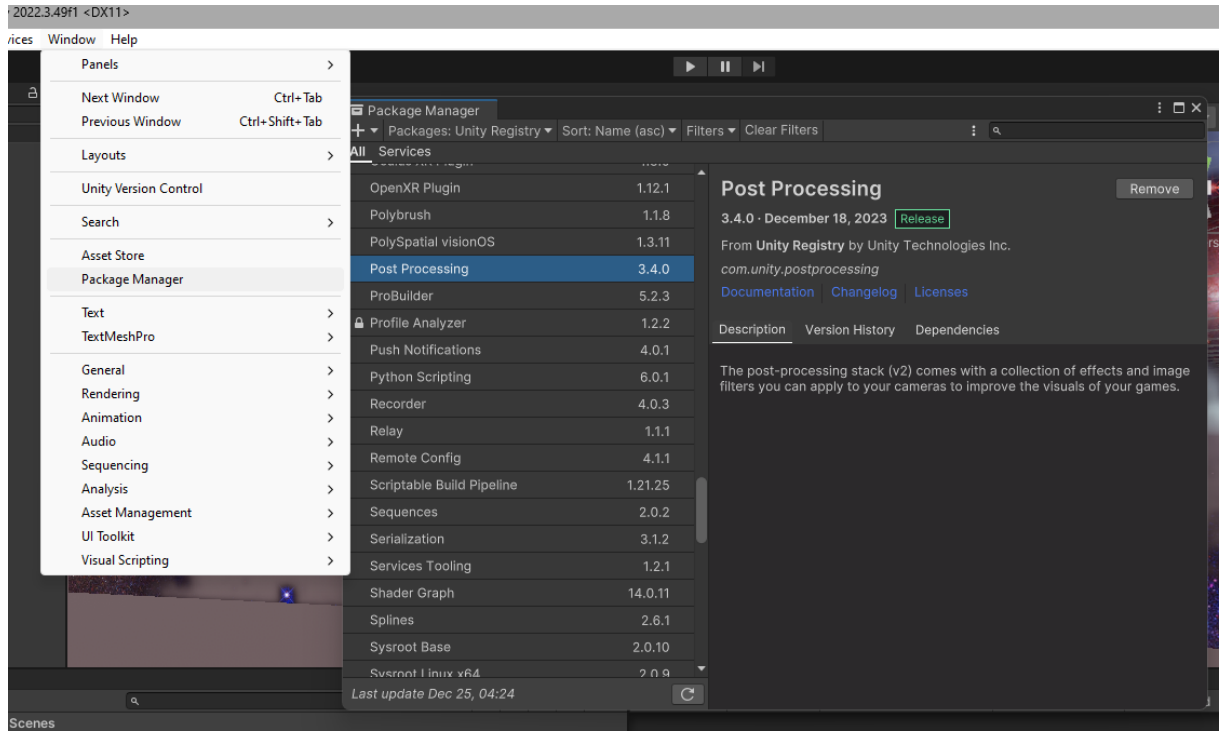 2022.3.49f1 <DX11>
vices Window Help
Panels
Next Window Ctrl+Tab
Previous Window Ctrl+Shift+Tab
Layouts
Unity Version Control
Search
Asset Store
Package Manager
Text
TextMeshPro
General
Rendering
Animation
Audio
Sequencing
Analysis
Asset Management
UI Toolkit
Visual Scripting
Package Manager
Packages: Unity Registry Sort: Name (asc) Filters Clear Filters
All Services
OpenXR Plugin 1.12.1
Polybrush 1.1.8
PolySpatial visionOS 1.3.11
Post Processing 3.4.0
ProBuilder 5.2.3
Profile Analyzer 1.2.2
Push Notifications 4.0.1
Python Scripting 6.0.1
Recorder 4.0.3
Relay 1.1.1
Remote Config 4.1.1
Scriptable Build Pipeline 1.21.25
Sequences 2.0.2
Serialization 3.1.2
Services Tooling 1.2.1
Shader Graph 14.0.11
Splines 2.6.1
Sysroot Base 2.0.10
Sysroot Linux x64 2.0.9
Last update Dec 25, 04:24
Post Processing Remove
3.4.0 · December 18, 2023 Release
From Unity Registry by Unity Technologies Inc.
com.unity.postprocessing
Documentation Changelog Licenses
Description Version History Dependencies
The post-processing stack (v2) comes with a collection of effects and image
filters you can apply to your cameras to improve the visuals of your games.
Scenes